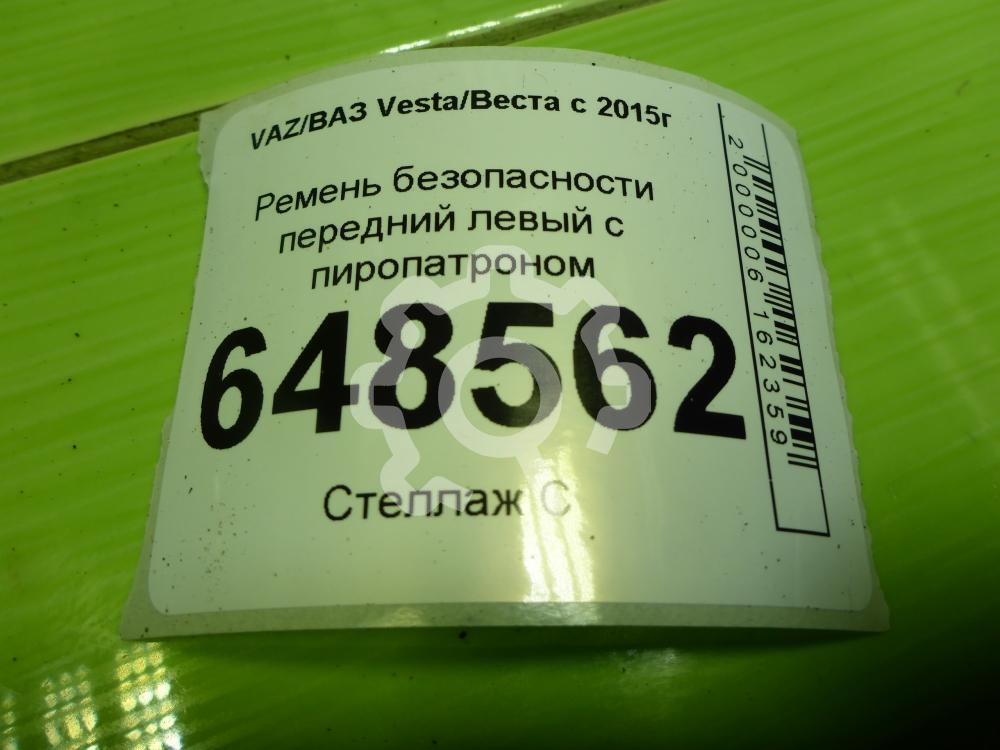 VAZ/ВАЗ Vesta/Веста с 2015г
Ремень безопасности
передний левый с
пиропатроном
648562
Стеллаж С
2000006162359